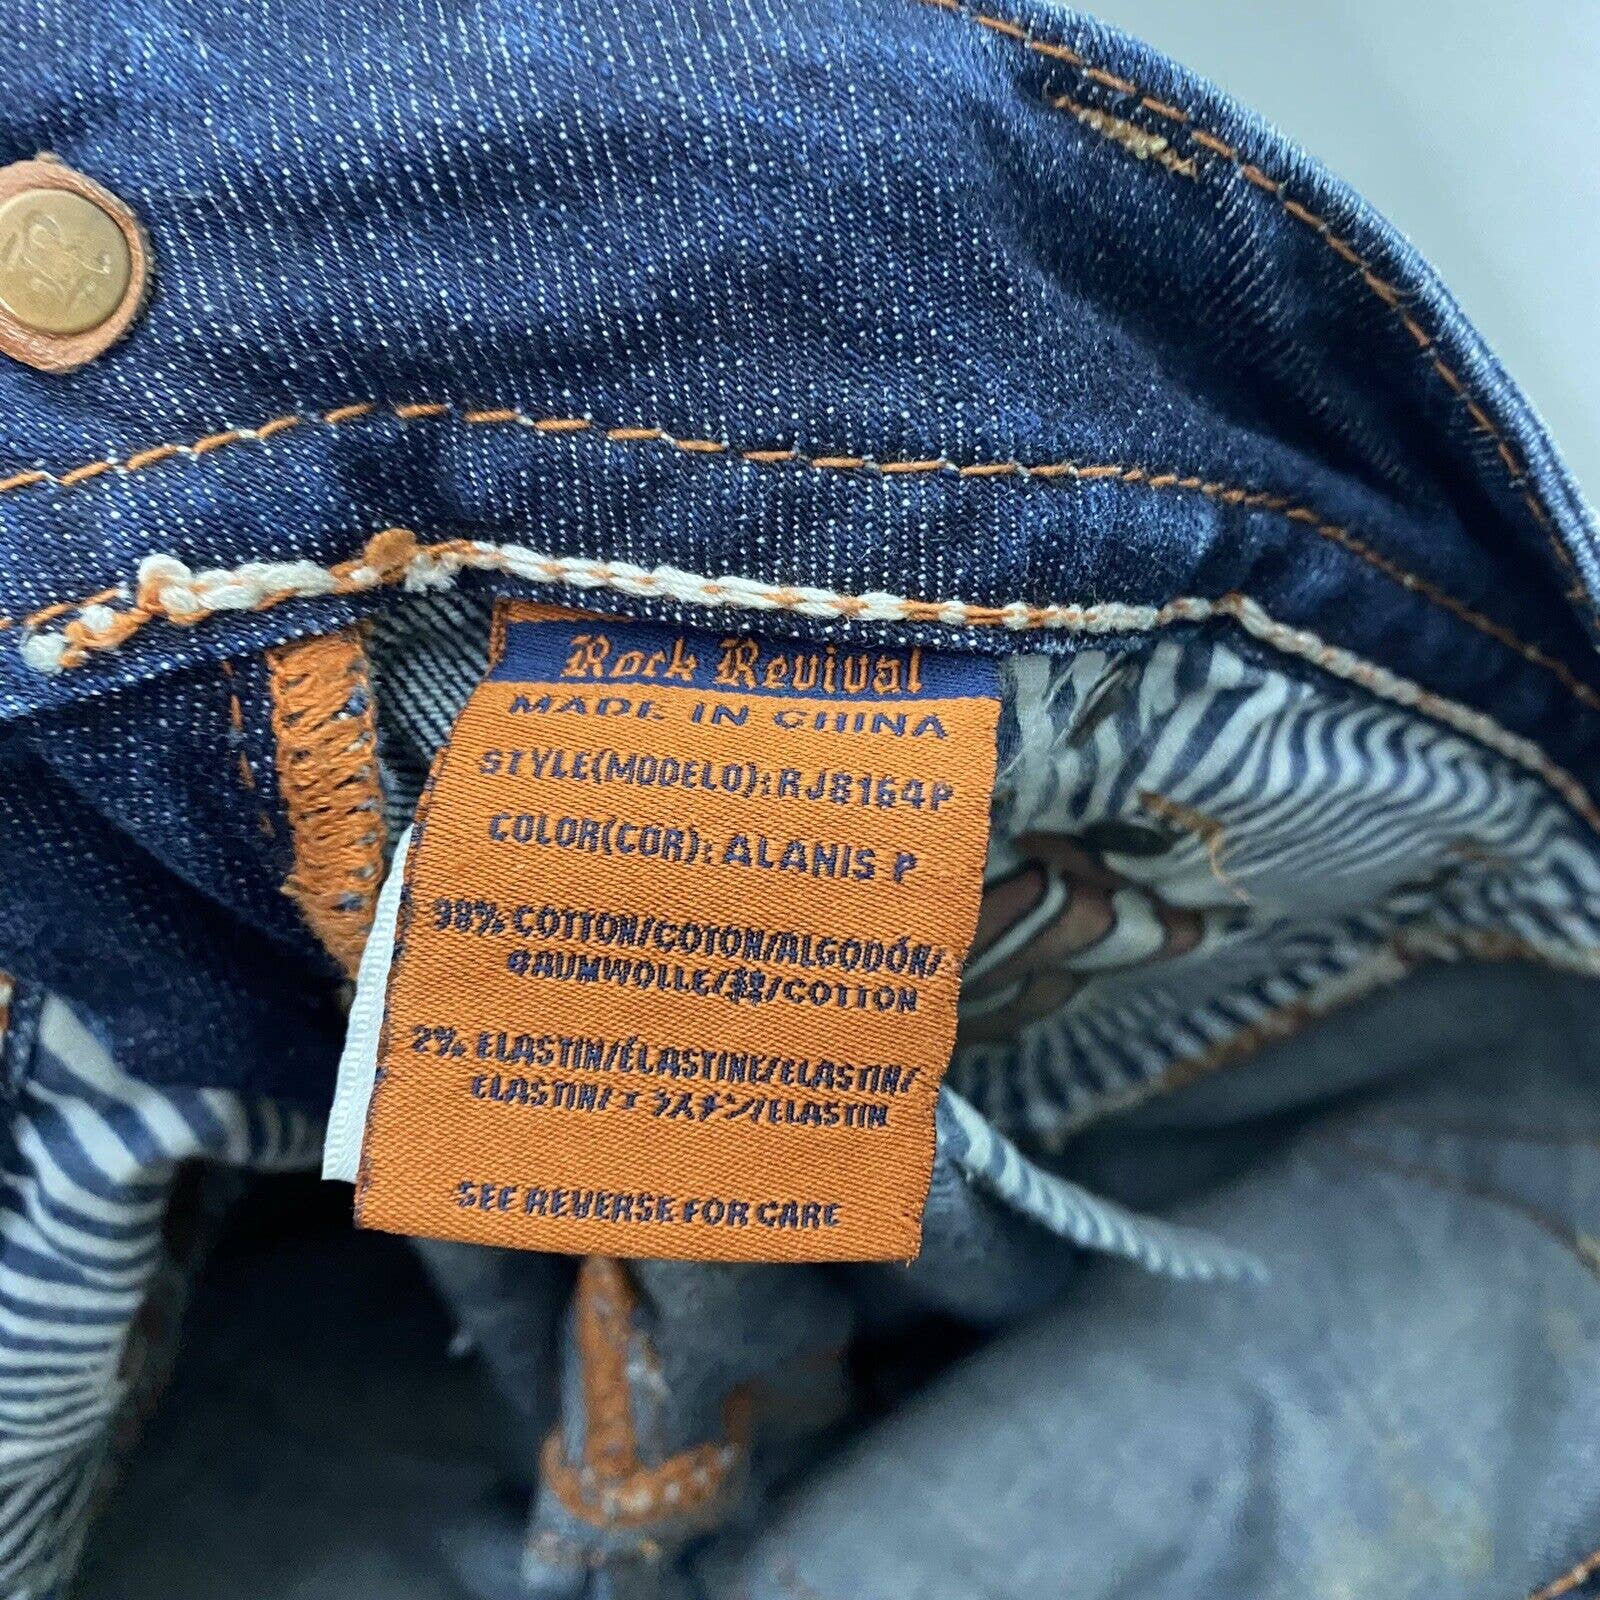 Rock Revival
MADE IN CHINA
STYLE(MODELO): RJ8164P
COLOR(COR): ALANIS P
98% COTTON/COTON/ALGODÓN/
BAUMWOLLE/綿/COTTON
2% ELASTIN/ÉLASTINE/ELASTIN/
ELASTIN/エラスチン/ELASTIN
SEE REVERSE FOR CARE